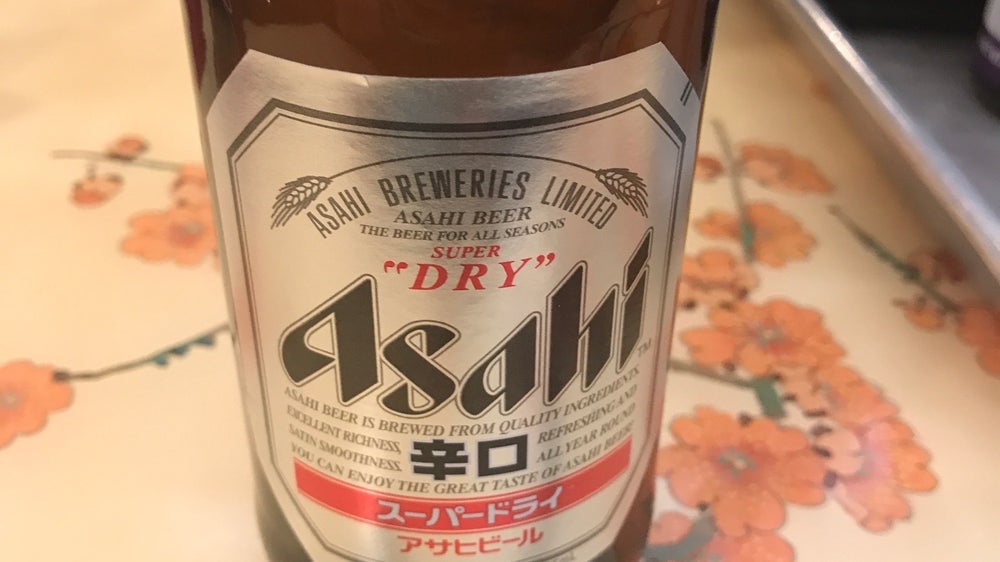 ASAHI BREWERIES LIMITED
ASAHI BEER
THE BEER FOR ALL SEASONS
SUPER
"DRY"
Asahi TM
ASAHI BEER IS BREWED FROM QUALITY INGREDIENTS.
EXCELLENT RICHNESS,
SATIN SMOOTHNESS.
辛口
REFRESHING AND
ALL YEAR ROUND
YOU CAN ENJOY THE GREAT TASTE OF ASAHI BEER!
スーパードライ
アサヒビール